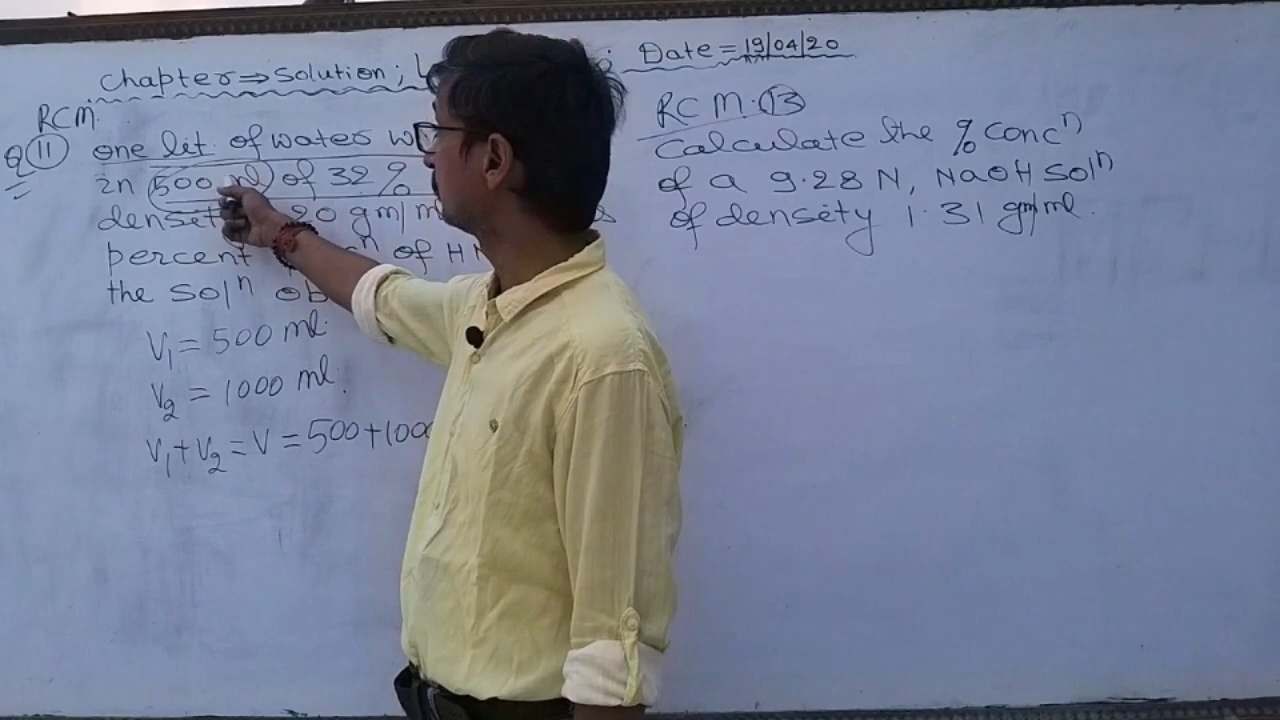 Chapter ⇒ Solution ; Date = 19/04/20
RCM.
Q 11 One lit. of water
in 500 ml of 32 %
20 gm/m
percent of
the Solⁿ
V₁ = 500 ml.
V₂ = 1000 ml.
V₁ + V₂ = V = 500 + 100
RCM. 13
Calculate the % Concⁿ
of a 9.28 N, NaOH Solⁿ
of density 1.31 gm/ml.